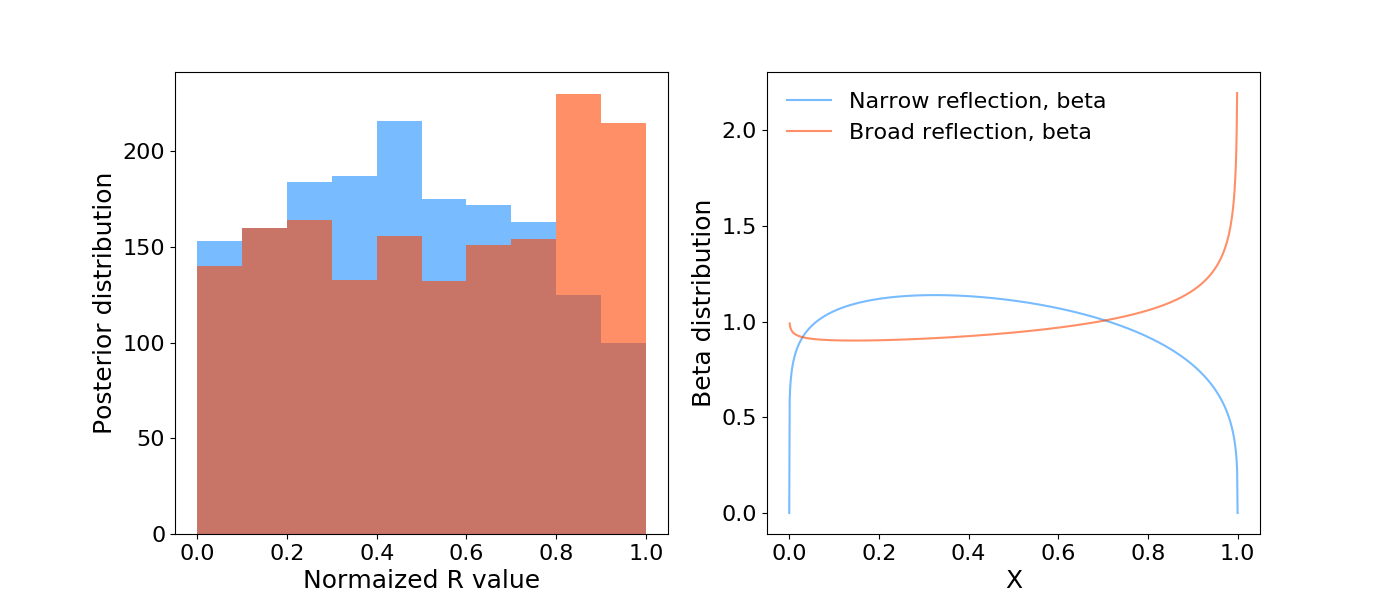 Posterior distribution
200
150
100
50
0
0.0 0.2 0.4 0.6 0.8 1.0
Normaized R value
Beta distribution
2.0
1.5
1.0
0.5
0.0
Narrow reflection, beta
Broad reflection, beta
0.0 0.2 0.4 0.6 0.8 1.0
X